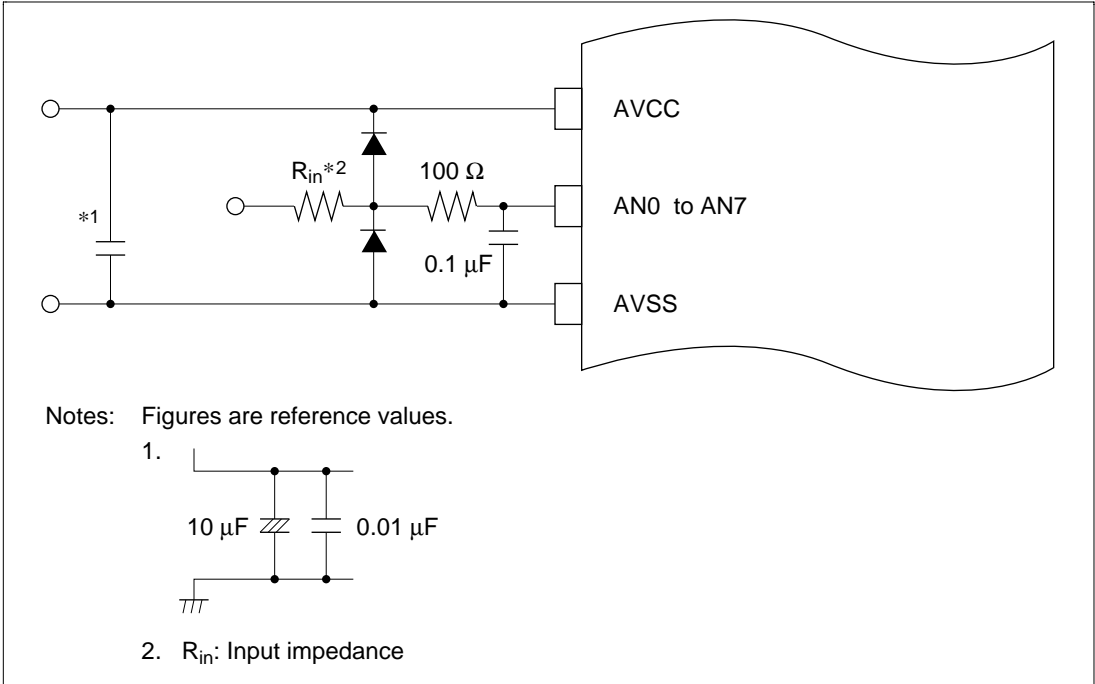 AVCC
Rin*2 100 Ω
*1 AN0 to AN7
0.1 μF
AVSS
Notes: Figures are reference values.
1.
10 μF 0.01 μF
2. Rin: Input impedance